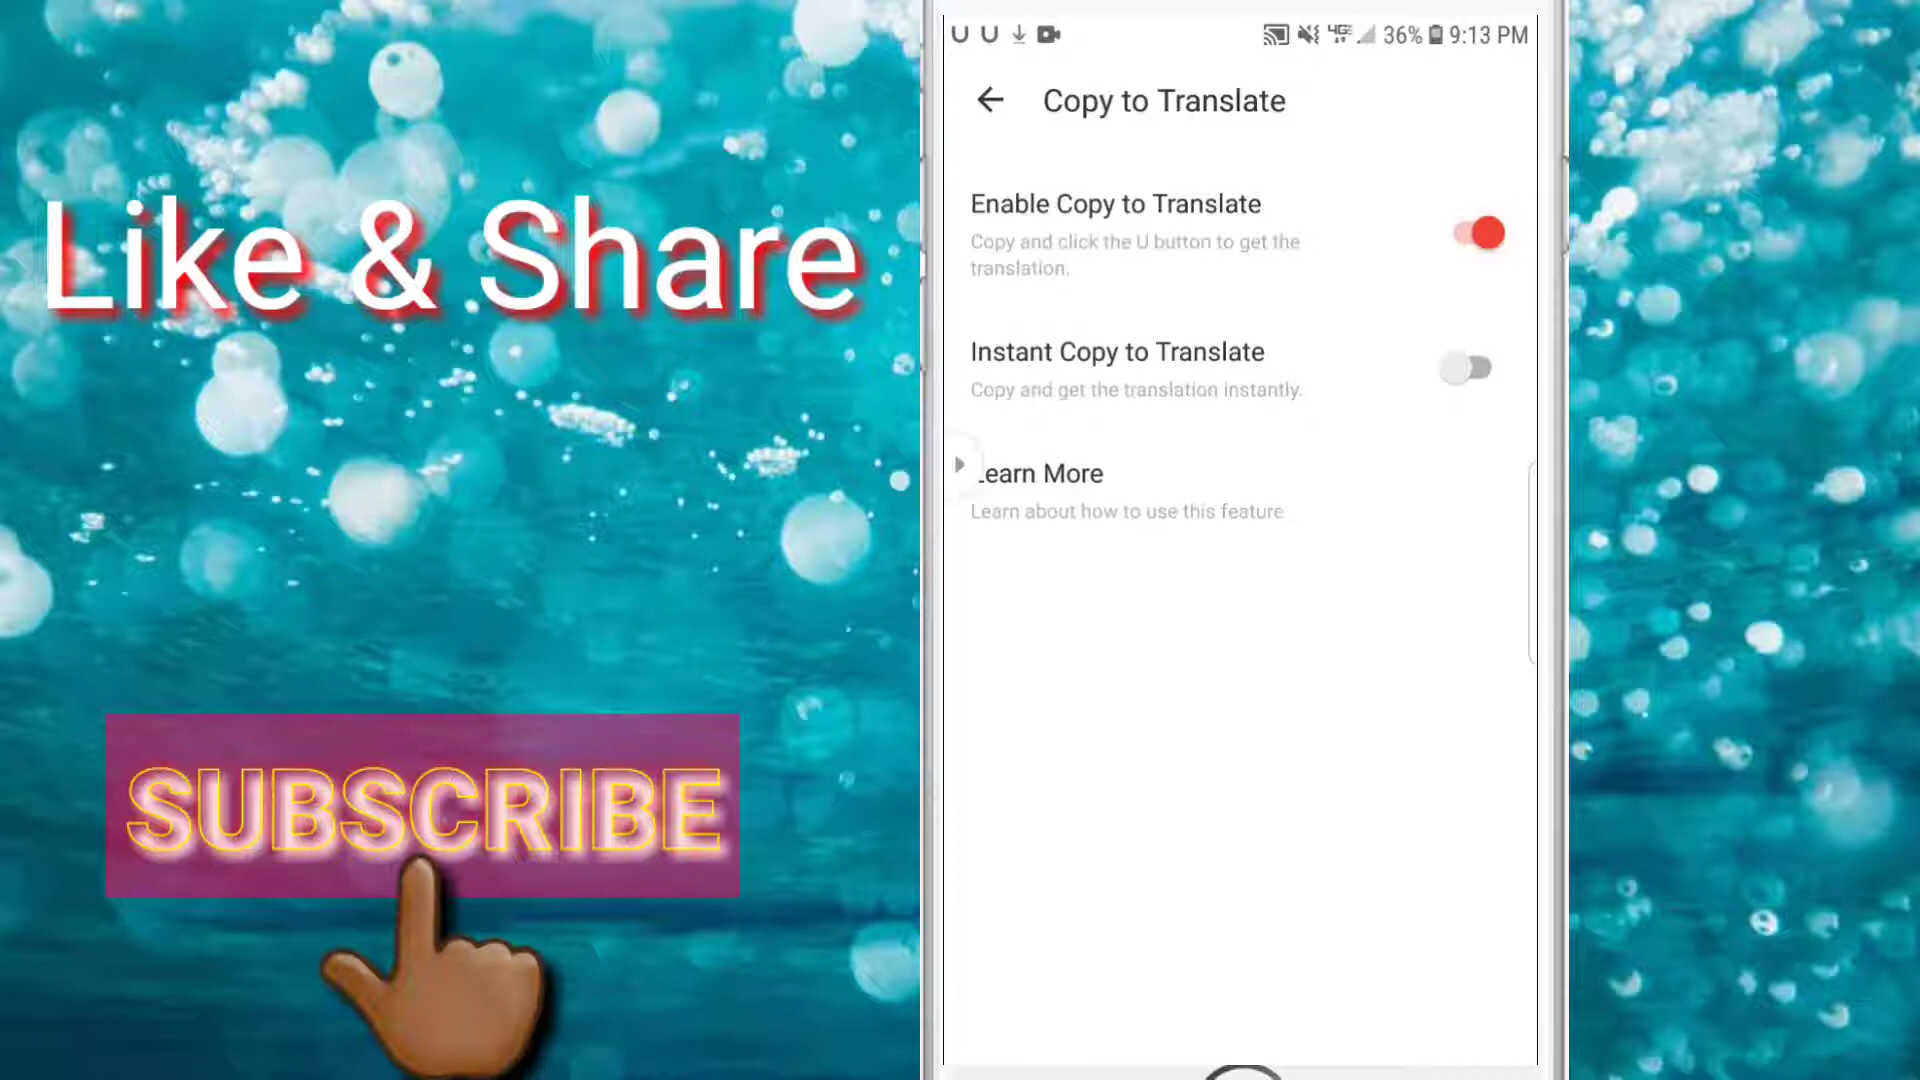 Like & Share
SUBSCRIBE
U U 4GE 36% 9:13 PM
Copy to Translate
Enable Copy to Translate
Copy and click the U button to get the
translation.
Instant Copy to Translate
Copy and get the translation instantly.
Learn More
Learn about how to use this feature